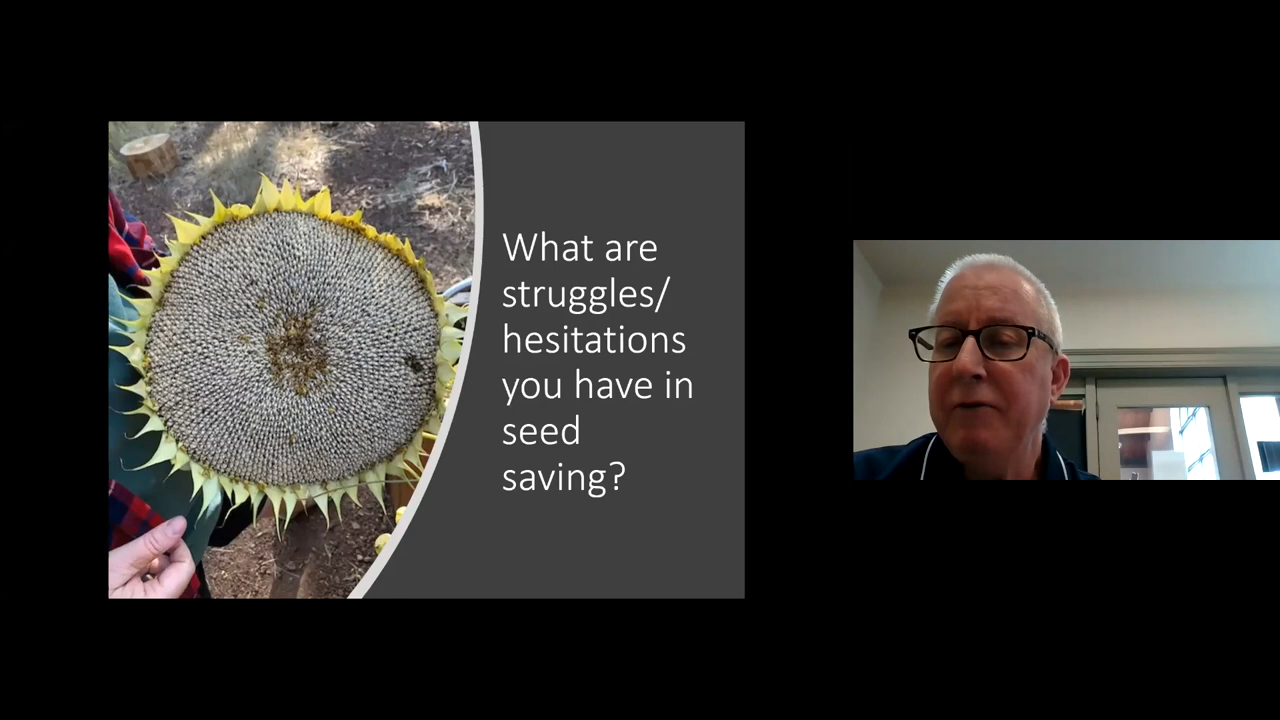 What are
struggles/
hesitations
you have in
seed
saving?